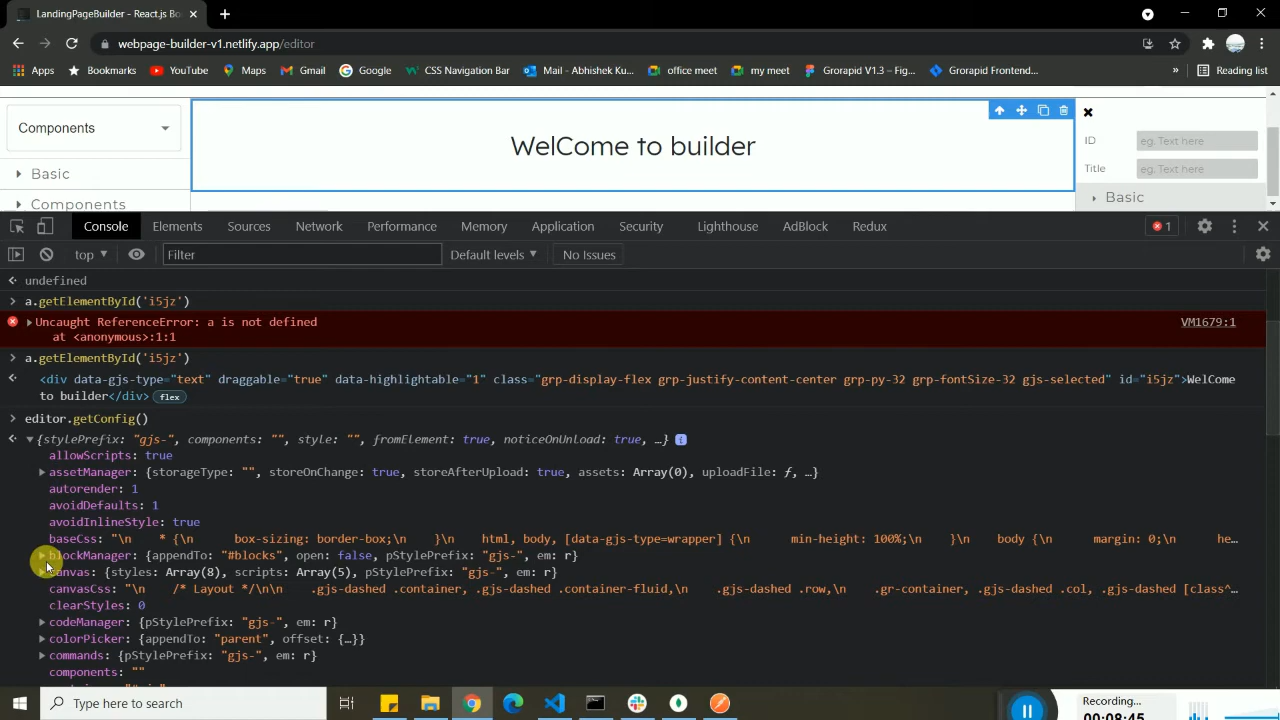 LandingPageBuilder - React.js Bo
webpage-builder-v1.netlify.app/editor
Apps Bookmarks YouTube Maps Gmail Google CSS Navigation Bar Mail - Abhishek Ku... office meet my meet Grorapid V1.3 – Fig... Grorapid Frontend... » Reading list
Components
Basic
Components
WelCome to builder
ID eg. Text here
Title eg. Text here
Basic
Console Elements Sources Network Performance Memory Application Security Lighthouse AdBlock Redux 1
top Filter Default levels No Issues
undefined
a.getElementById('i5jz')
Uncaught ReferenceError: a is not defined VM1679:1
at <anonymous>:1:1
a.getElementById('i5jz')
<div data-gjs-type="text" draggable="true" data-highlightable="1" class="grp-display-flex grp-justify-content-center grp-py-32 grp-fontSize-32 gjs-selected" id="i5jz">WelCome
to builder</div> flex
editor.getConfig()
{stylePrefix: "gjs-", components: "", style: "", fromElement: true, noticeOnUnload: true, …} i
allowScripts: true
assetManager: {storageType: "", storeOnChange: true, storeAfterUpload: true, assets: Array(0), uploadFile: ƒ, …}
autorender: 1
avoidDefaults: 1
avoidInlineStyle: true
baseCss: "\n * {\n box-sizing: border-box;\n }\n html, body, [data-gjs-type=wrapper] {\n min-height: 100%;\n }\n body {\n margin: 0;\n he…
blockManager: {appendTo: "#blocks", open: false, pStylePrefix: "gjs-", em: r}
canvas: {styles: Array(8), scripts: Array(5), pStylePrefix: "gjs-", em: r}
canvasCss: "\n /* Layout */\n\n .gjs-dashed .container, .gjs-dashed .container-fluid,\n .gjs-dashed .row,\n .gr-container, .gjs-dashed .col, .gjs-dashed [class^…
clearStyles: 0
codeManager: {pStylePrefix: "gjs-", em: r}
colorPicker: {appendTo: "parent", offset: {…}}
commands: {pStylePrefix: "gjs-", em: r}
components: ""
Type here to search
Recording...
00:08:45